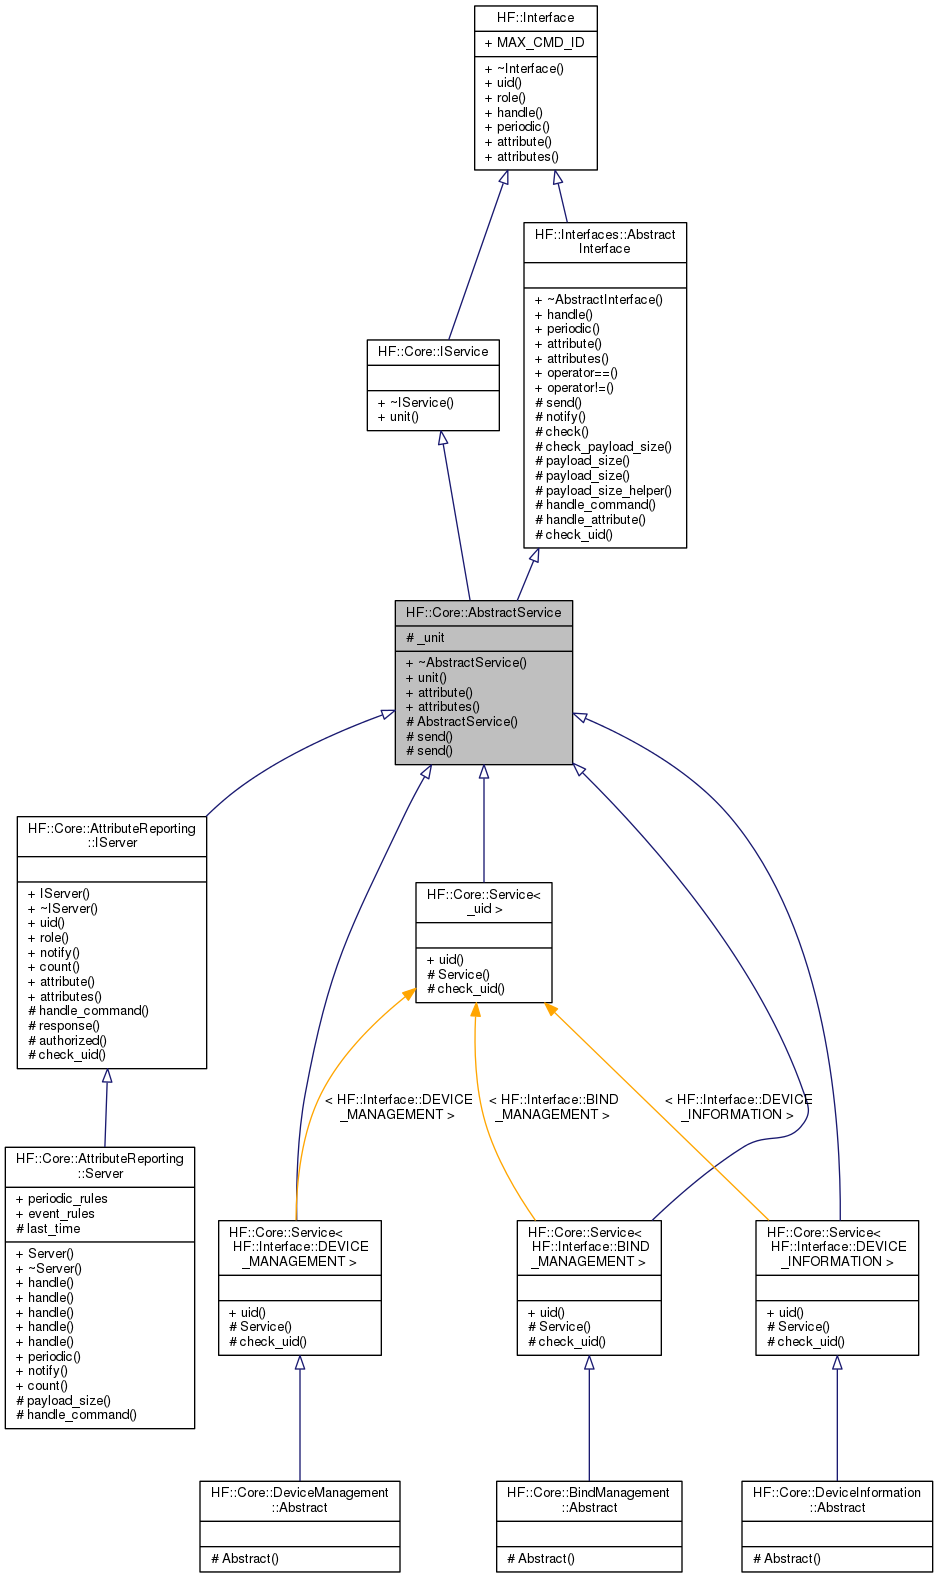 HF::Interface
+ MAX_CMD_ID
+ ~Interface()
+ uid()
+ role()
+ handle()
+ periodic()
+ attribute()
+ attributes()
HF::Interfaces::Abstract
Interface
+ ~AbstractInterface()
+ handle()
+ periodic()
+ attribute()
+ attributes()
+ operator==()
+ operator!=()
# send()
# notify()
# check()
# check_payload_size()
# payload_size()
# payload_size()
# payload_size_helper()
# handle_command()
# handle_attribute()
# check_uid()
HF::Core::IService
+ ~IService()
+ unit()
HF::Core::AbstractService
# _unit
+ ~AbstractService()
+ unit()
+ attribute()
+ attributes()
# AbstractService()
# send()
# send()
HF::Core::AttributeReporting
::IServer
+ IServer()
+ ~IServer()
+ uid()
+ role()
+ notify()
+ count()
+ attribute()
+ attributes()
# handle_command()
# response()
# authorized()
# check_uid()
HF::Core::Service<
_uid >
+ uid()
# Service()
# check_uid()
< HF::Interface::DEVICE
_MANAGEMENT >
< HF::Interface::BIND
_MANAGEMENT >
< HF::Interface::DEVICE
_INFORMATION >
HF::Core::AttributeReporting
::Server
+ periodic_rules
+ event_rules
# last_time
+ Server()
+ ~Server()
+ handle()
+ handle()
+ handle()
+ handle()
+ handle()
+ periodic()
+ notify()
+ count()
# payload_size()
# handle_command()
HF::Core::Service<
HF::Interface::DEVICE
_MANAGEMENT >
+ uid()
# Service()
# check_uid()
HF::Core::Service<
HF::Interface::BIND
_MANAGEMENT >
+ uid()
# Service()
# check_uid()
HF::Core::Service<
HF::Interface::DEVICE
_INFORMATION >
+ uid()
# Service()
# check_uid()
HF::Core::DeviceManagement
::Abstract
# Abstract()
HF::Core::BindManagement
::Abstract
# Abstract()
HF::Core::DeviceInformation
::Abstract
# Abstract()